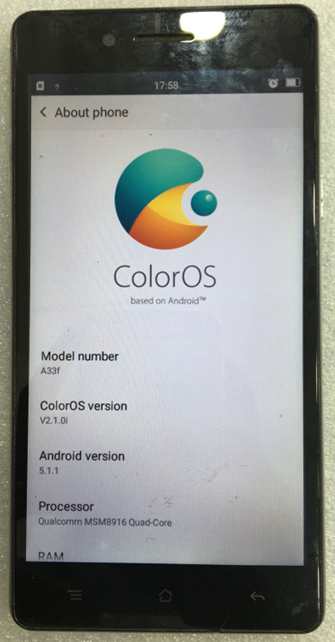 17:58
About phone
ColorOS
based on Android™
Model number
A33f
ColorOS version
V2.1.0i
Android version
5.1.1
Processor
Qualcomm MSM8916 Quad-Core
RAM